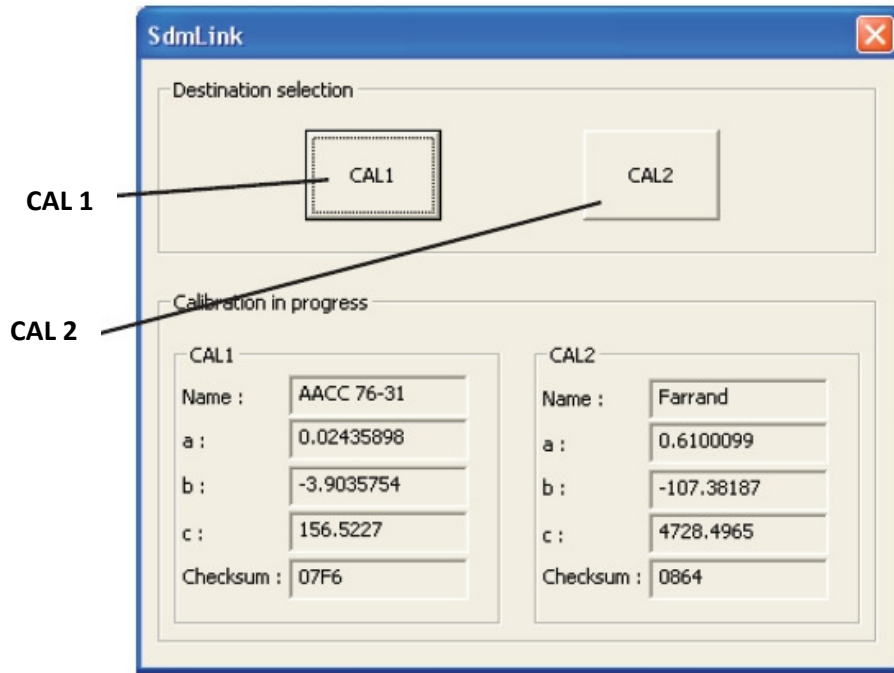 SdmLink
Destination selection
CAL1
CAL2
CAL 1
CAL 2
Calibration in progress
CAL1
Name : AACC 76-31
a : 0.02435898
b : -3.9035754
c : 156.5227
Checksum : 07F6
CAL2
Name : Farrand
a : 0.6100099
b : -107.38187
c : 4728.4965
Checksum : 0864